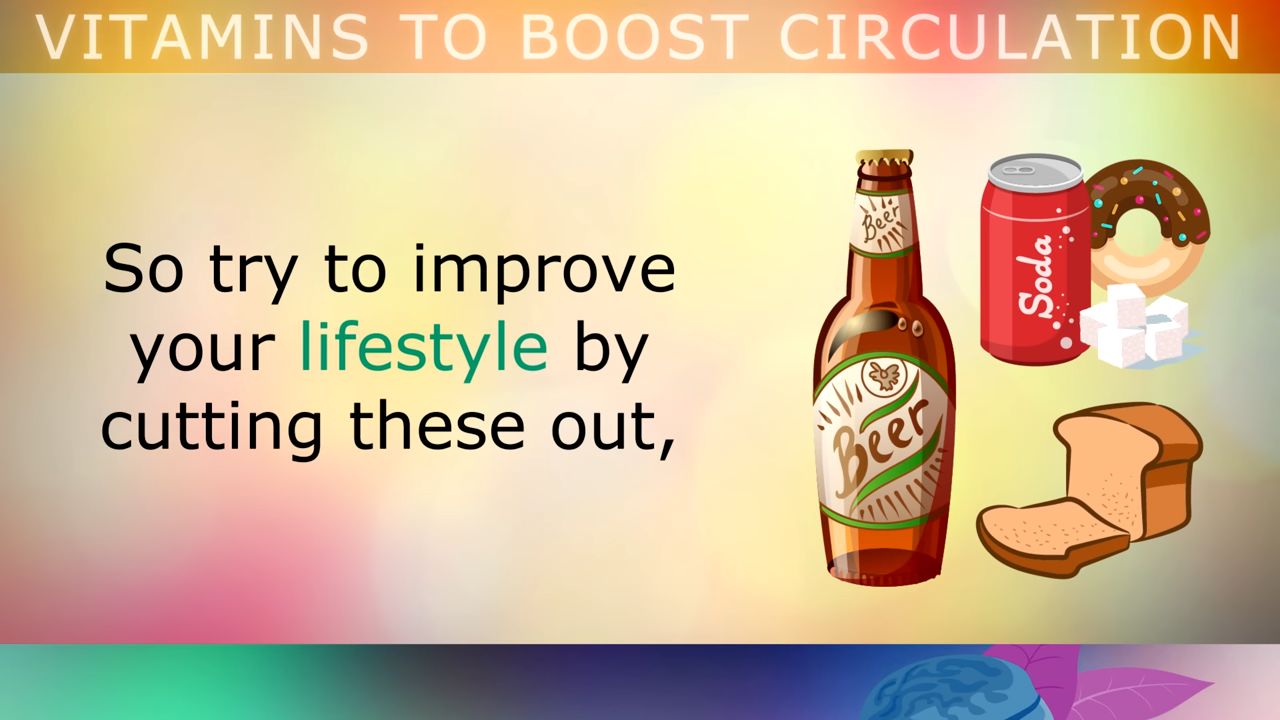 VITAMINS TO BOOST CIRCULATION
So try to improve
your lifestyle by
cutting these out,
Beer
Beer
Soda